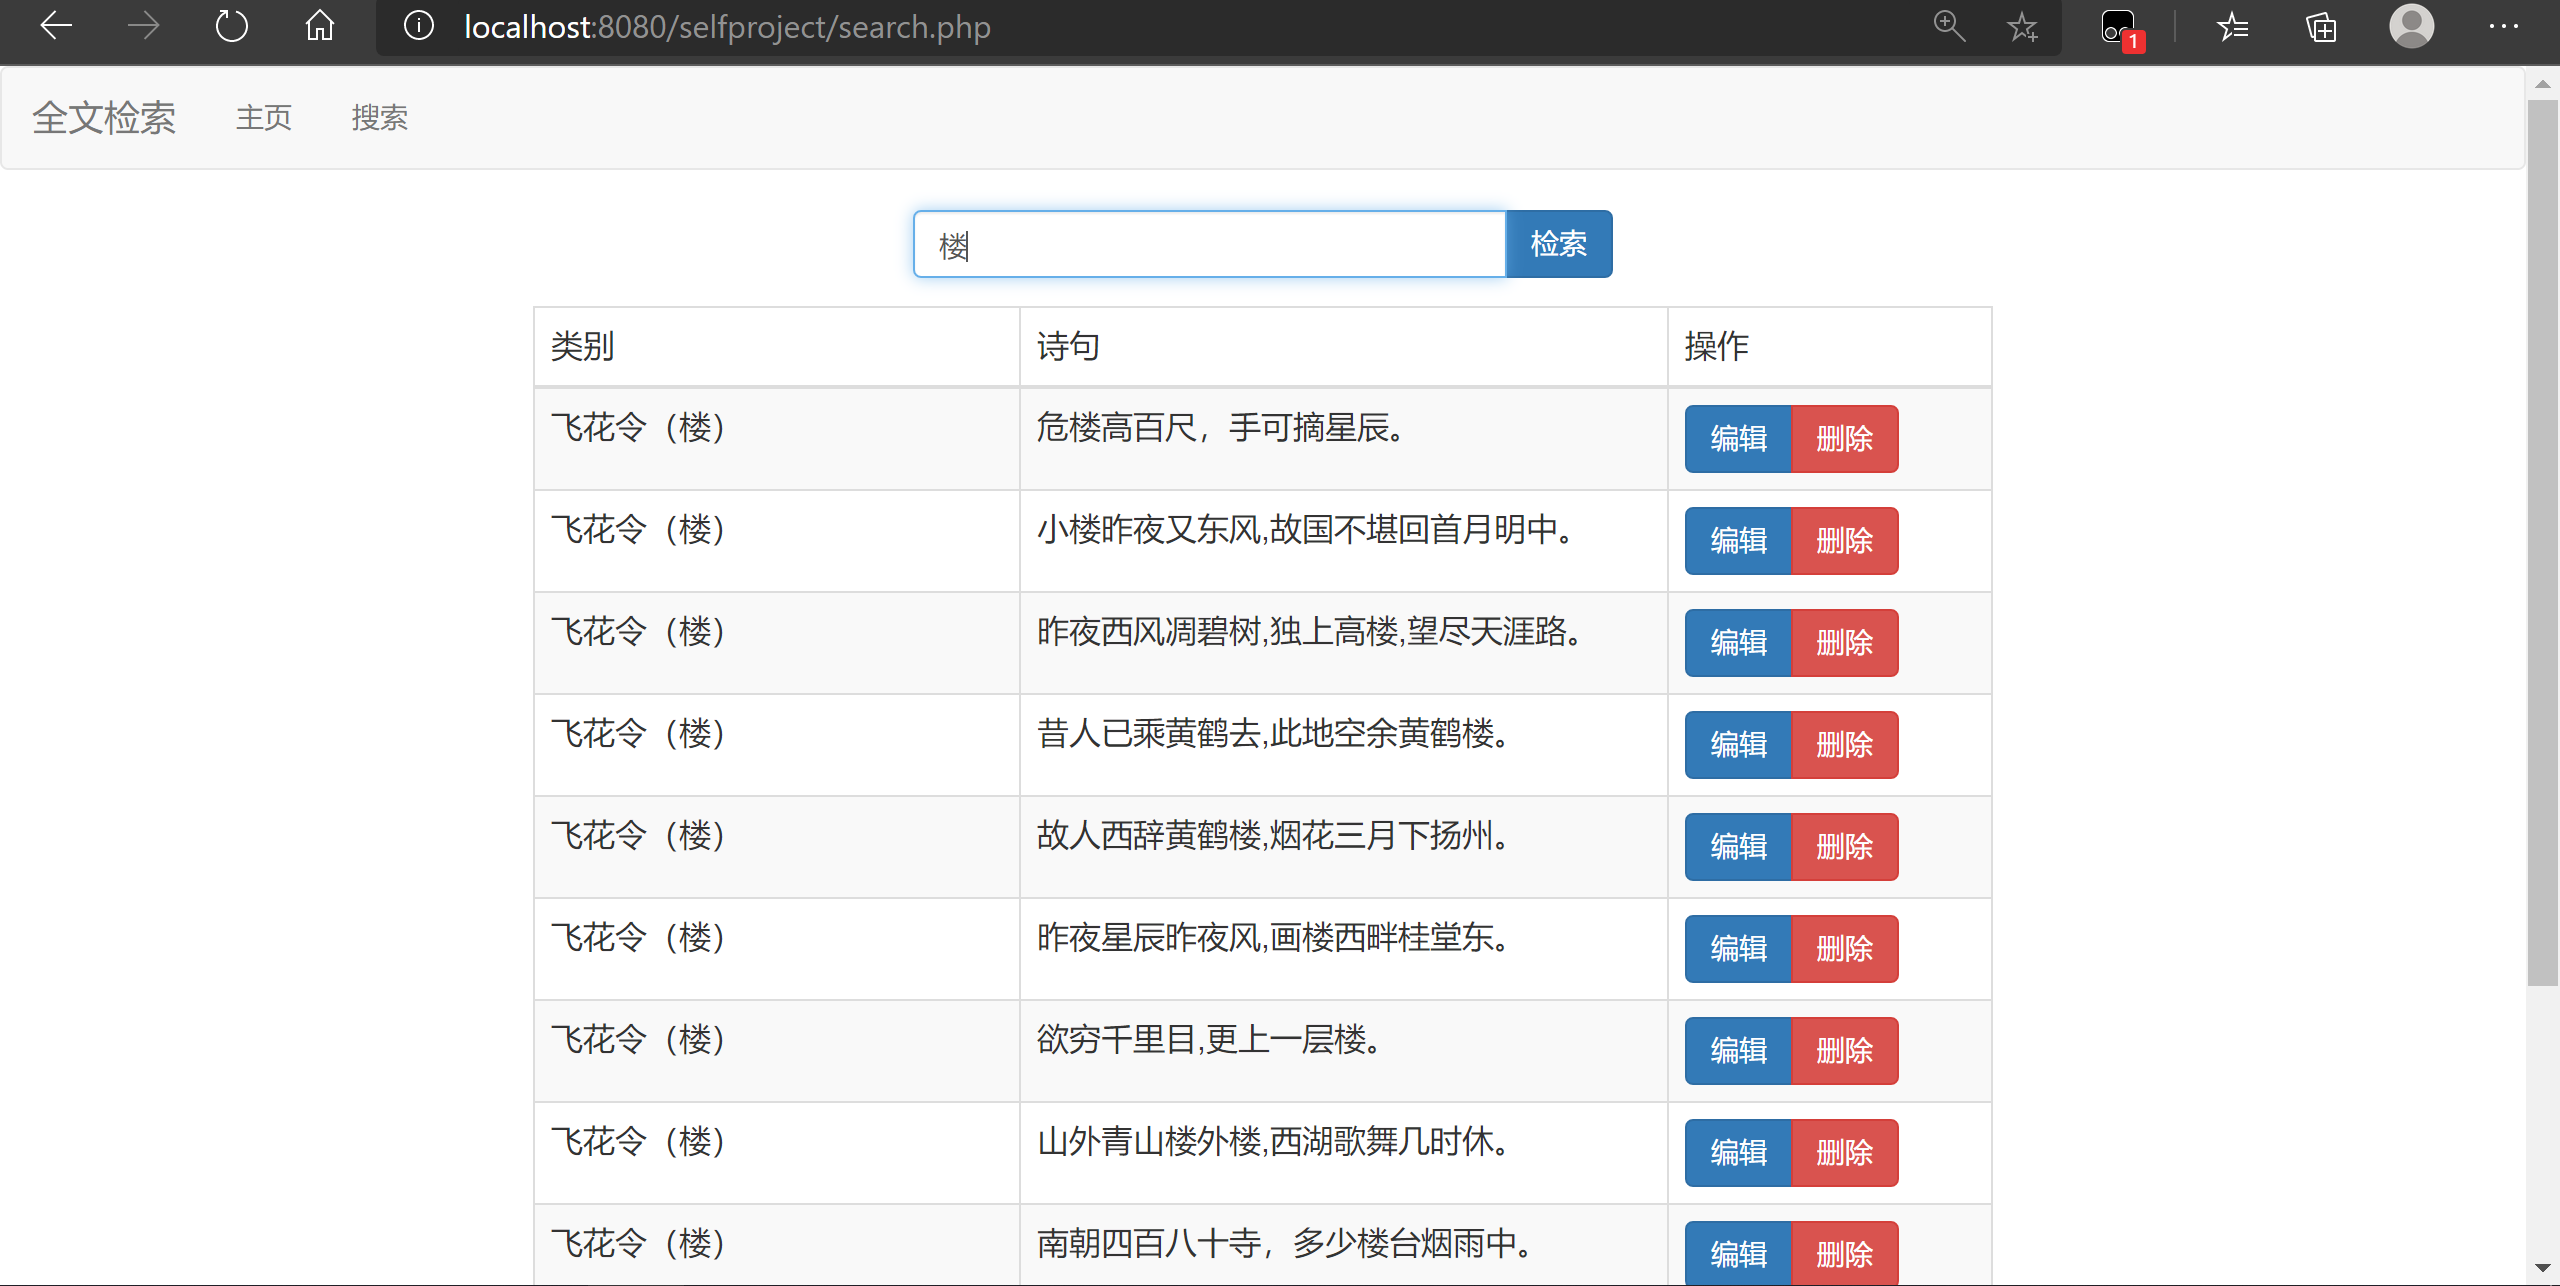 localhost:8080/selfproject/search.php
1
全文检索 主页 搜索
楼 检索
类别 诗句 操作
飞花令（楼） 危楼高百尺，手可摘星辰。 编辑 删除
飞花令（楼） 小楼昨夜又东风,故国不堪回首月明中。 编辑 删除
飞花令（楼） 昨夜西风凋碧树,独上高楼,望尽天涯路。 编辑 删除
飞花令（楼） 昔人已乘黄鹤去,此地空余黄鹤楼。 编辑 删除
飞花令（楼） 故人西辞黄鹤楼,烟花三月下扬州。 编辑 删除
飞花令（楼） 昨夜星辰昨夜风,画楼西畔桂堂东。 编辑 删除
飞花令（楼） 欲穷千里目,更上一层楼。 编辑 删除
飞花令（楼） 山外青山楼外楼,西湖歌舞几时休。 编辑 删除
飞花令（楼） 南朝四百八十寺，多少楼台烟雨中。 编辑 删除